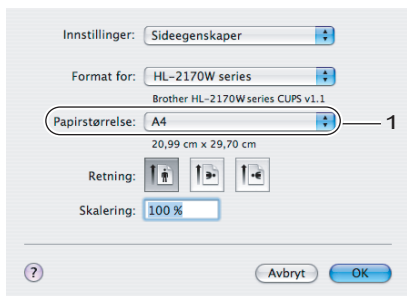 Innstillinger: Sideegenskaper
Format for: HL-2170W series
Brother HL-2170W series CUPS v1.1
Papirstørrelse: A4 1
20,99 cm x 29,70 cm
Retning:
Skalering: 100 %
? Avbryt OK